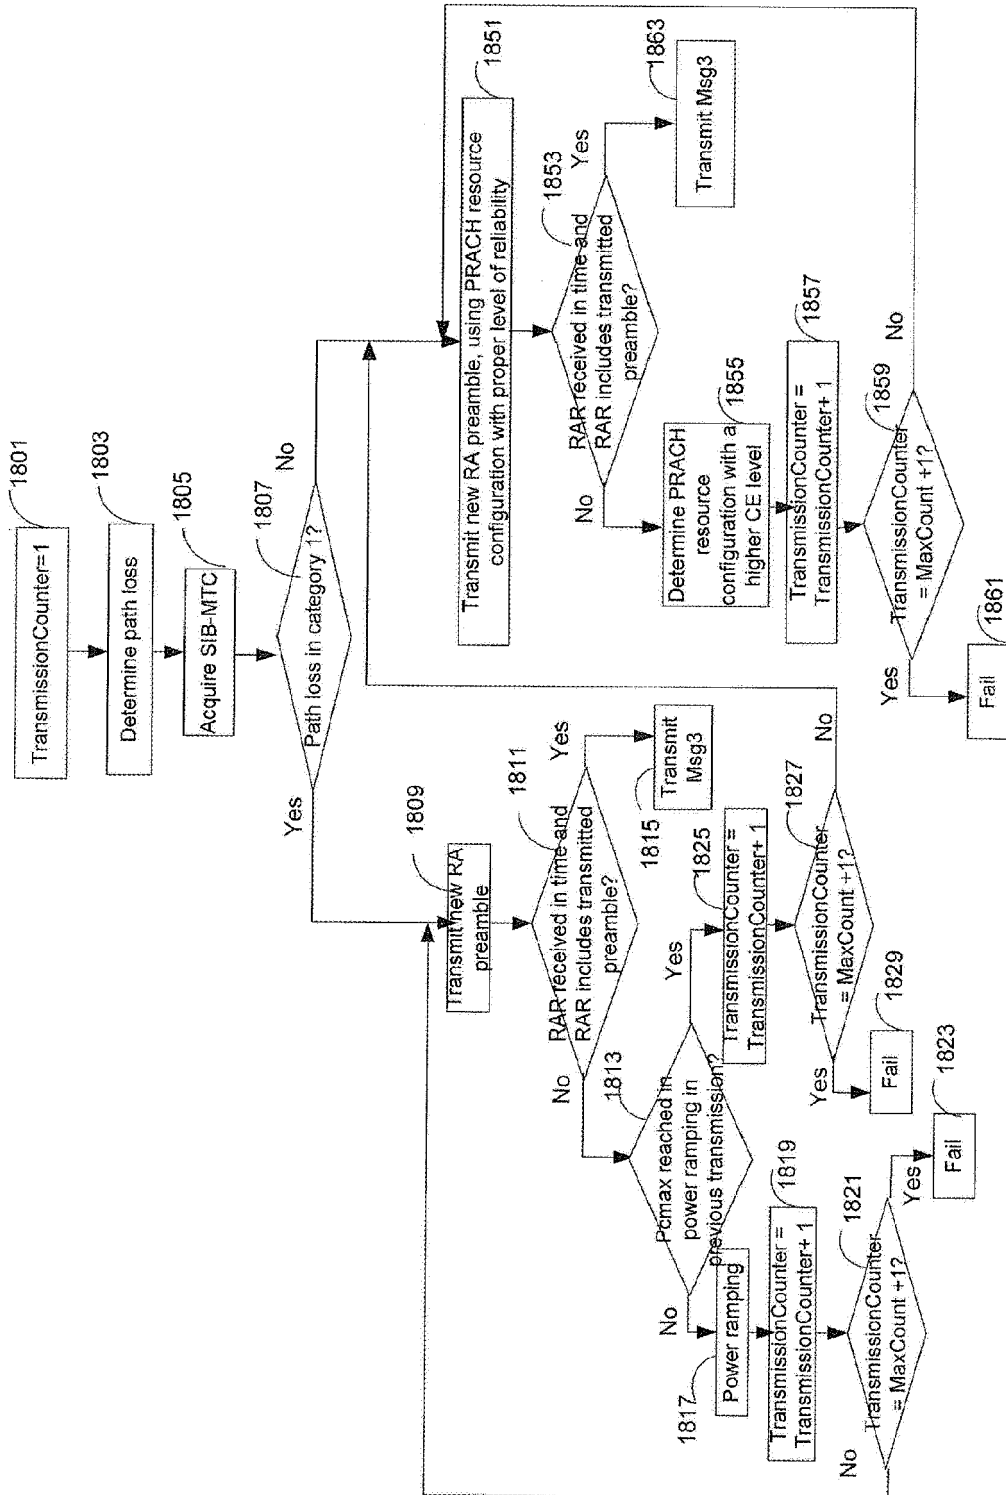 TransmissionCounter=1
1801
Determine path loss
1803
Acquire SIB-MTC
1805
Path loss in category 1?
1807
Yes
No
Transmit new RA
preamble
1809
RAR received in time and
RAR includes transmitted
preamble?
1811
No
Yes
Transmit
Msg3
1815
Pcmax reached in
power ramping in
previous transmission?
1813
No
Yes
Power ramping
1817
TransmissionCounter =
TransmissionCounter+ 1
1819
TransmissionCounter
= MaxCount +1?
1821
No
Yes
Fail
1823
TransmissionCounter =
TransmissionCounter+ 1
1825
TransmissionCounter
= MaxCount +1?
1827
Yes
No
Fail
1829
Transmit new RA preamble, using PRACH resource
configuration with proper level of reliability
1851
RAR received in time and
RAR includes transmitted
preamble?
1853
No
Yes
Transmit Msg3
1863
Determine PRACH
resource
configuration with a
higher CE level
1855
TransmissionCounter =
TransmissionCounter+ 1
1857
TransmissionCounter
= MaxCount +1?
1859
Yes
No
Fail
1861